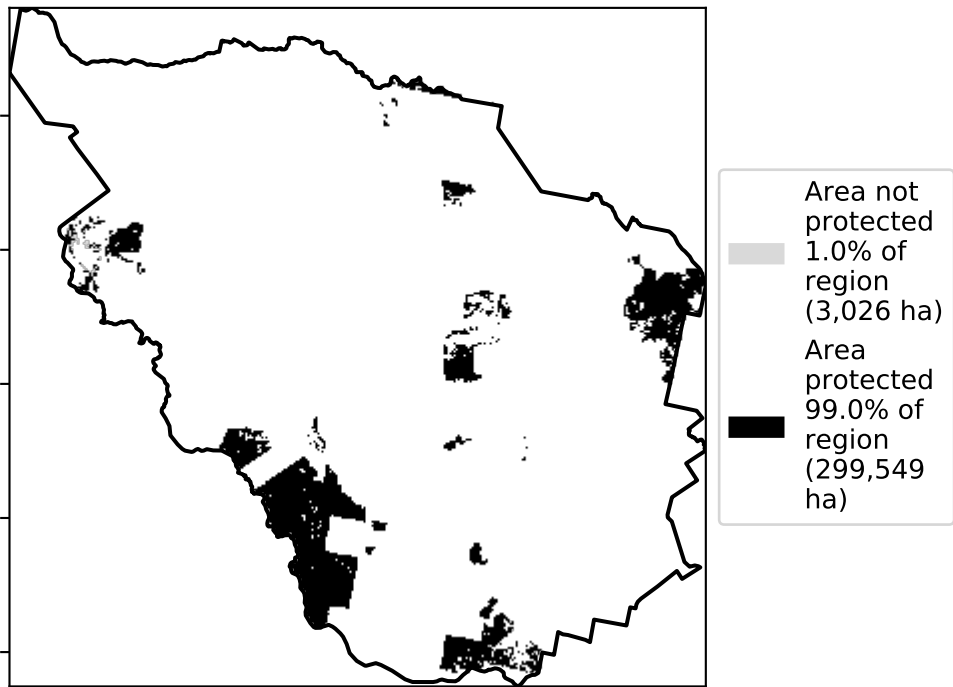 Area not
protected
1.0% of
region
(3,026 ha)
Area
protected
99.0% of
region
(299,549
ha)